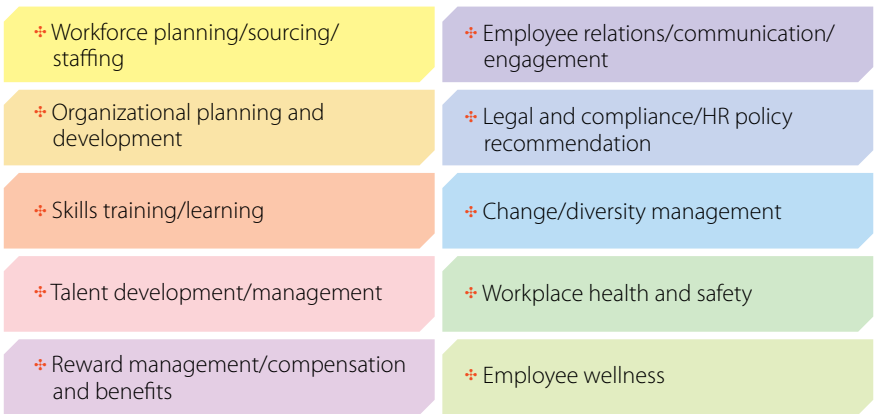 ✣ Workforce planning/sourcing/
staffing
✣ Organizational planning and
development
✣ Skills training/learning
✣ Talent development/management
✣ Reward management/compensation
and benefits
✣ Employee relations/communication/
engagement
✣ Legal and compliance/HR policy
recommendation
✣ Change/diversity management
✣ Workplace health and safety
✣ Employee wellness